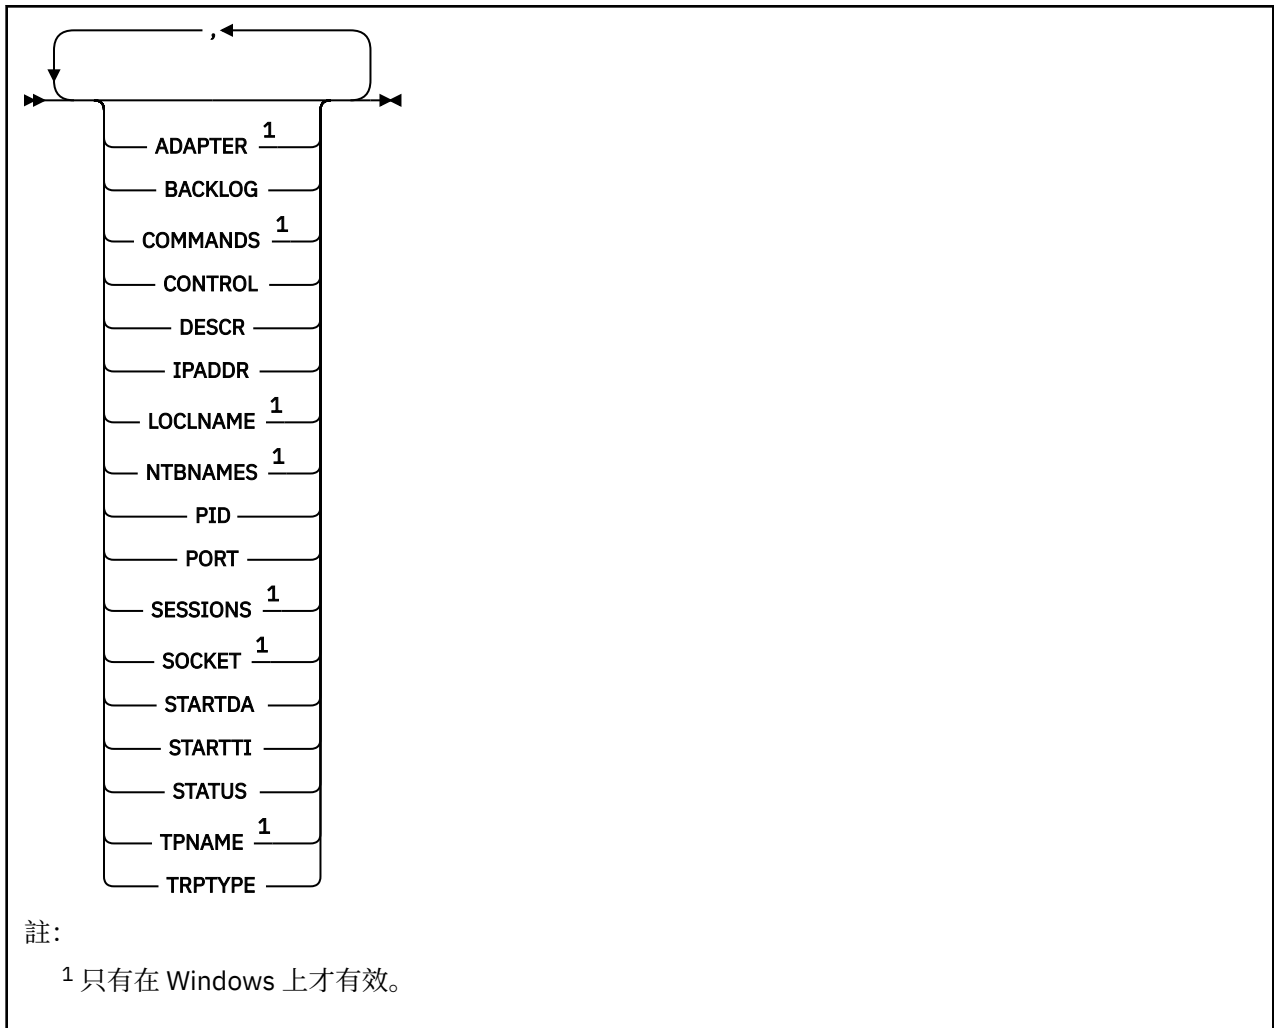 ,
ADAPTER 1
BACKLOG
COMMANDS 1
CONTROL
DESCR
IPADDR
LOCLNAME 1
NTBNAMES 1
PID
PORT
SESSIONS 1
SOCKET 1
STARTDA
STARTTI
STATUS
TPNAME 1
TRPTYPE
註：
1 只有在 Windows 上才有效。